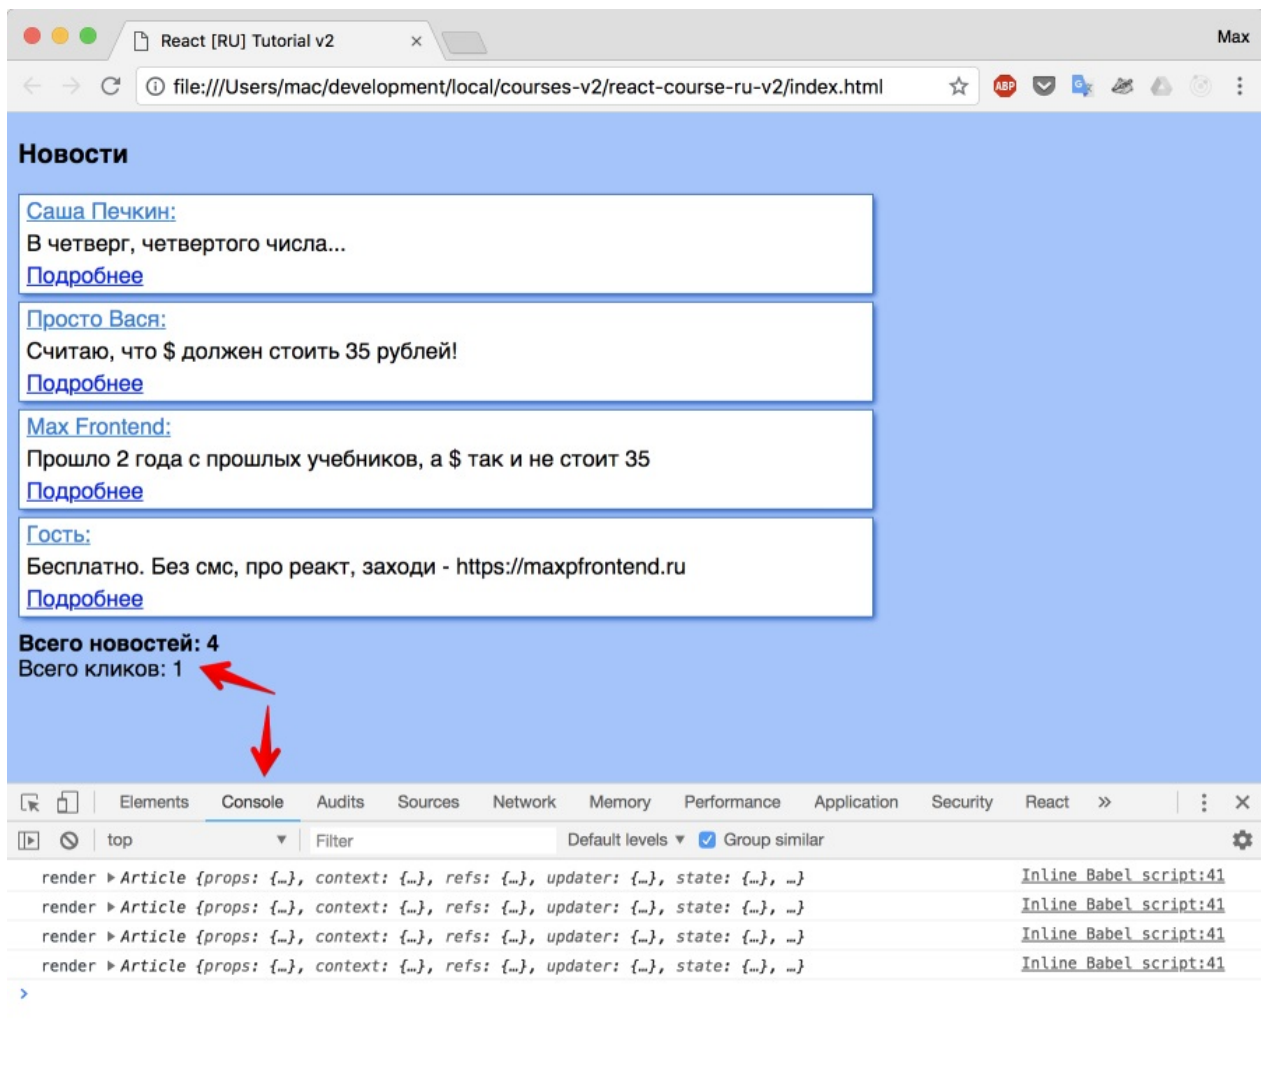 React [RU] Tutorial v2
Max
file:///Users/mac/development/local/courses-v2/react-course-ru-v2/index.html
ABP
Новости
Саша Печкин:
В четверг, четвертого числа...
Подробнее
Просто Вася:
Считаю, что $ должен стоить 35 рублей!
Подробнее
Max Frontend:
Прошло 2 года с прошлых учебников, а $ так и не стоит 35
Подробнее
Гость:
Бесплатно. Без смс, про реакт, заходи - https://maxpfrontend.ru
Подробнее
Всего новостей: 4
Всего кликов: 1
Elements Console Audits Sources Network Memory Performance Application Security React »
top Filter Default levels Group similar
render ▶ Article {props: {…}, context: {…}, refs: {…}, updater: {…}, state: {…}, …} Inline Babel script:41
render ▶ Article {props: {…}, context: {…}, refs: {…}, updater: {…}, state: {…}, …} Inline Babel script:41
render ▶ Article {props: {…}, context: {…}, refs: {…}, updater: {…}, state: {…}, …} Inline Babel script:41
render ▶ Article {props: {…}, context: {…}, refs: {…}, updater: {…}, state: {…}, …} Inline Babel script:41